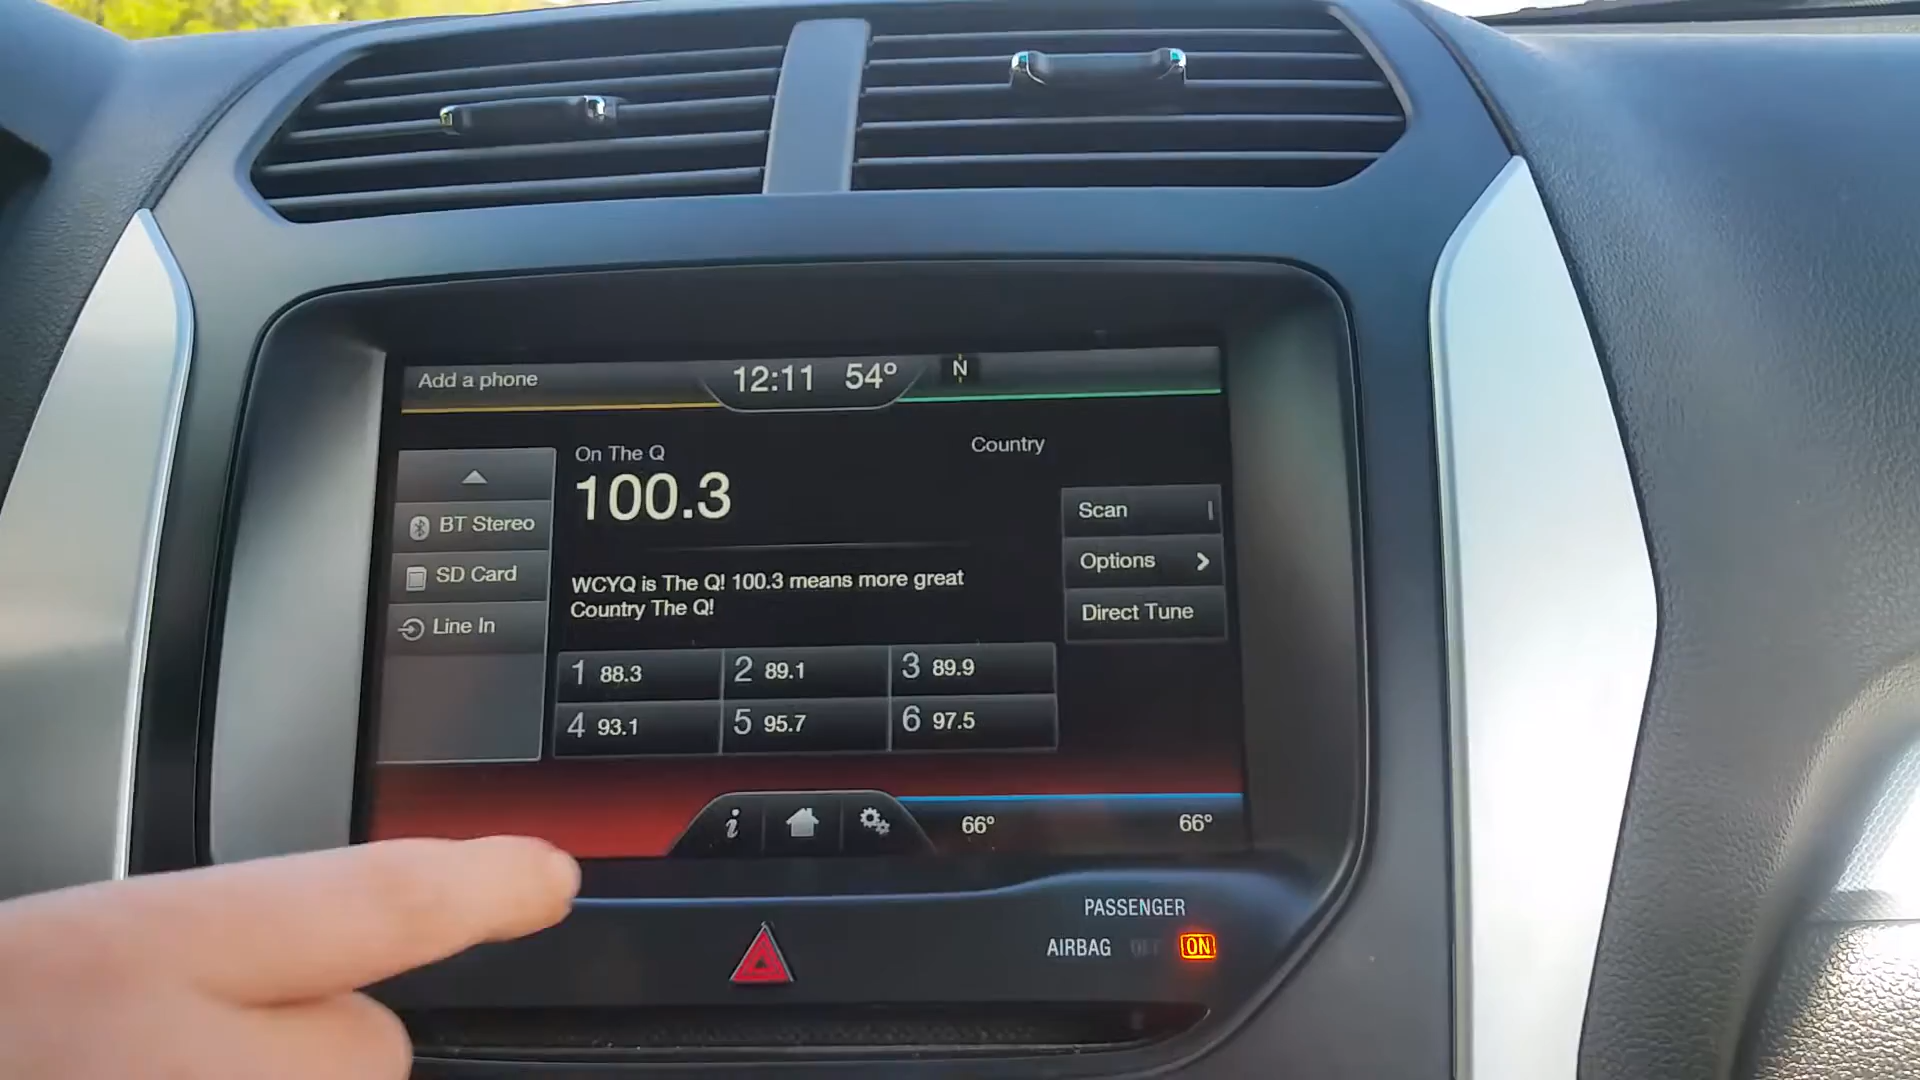 Add a phone
12:11 54°
N
On The Q
Country
100.3
BT Stereo
SD Card
Line In
WCYQ is The Q! 100.3 means more great
Country The Q!
Scan
Options
Direct Tune
1 88.3
2 89.1
3 89.9
4 93.1
5 95.7
6 97.5
i
66°
66°
PASSENGER
AIRBAG OFF ON